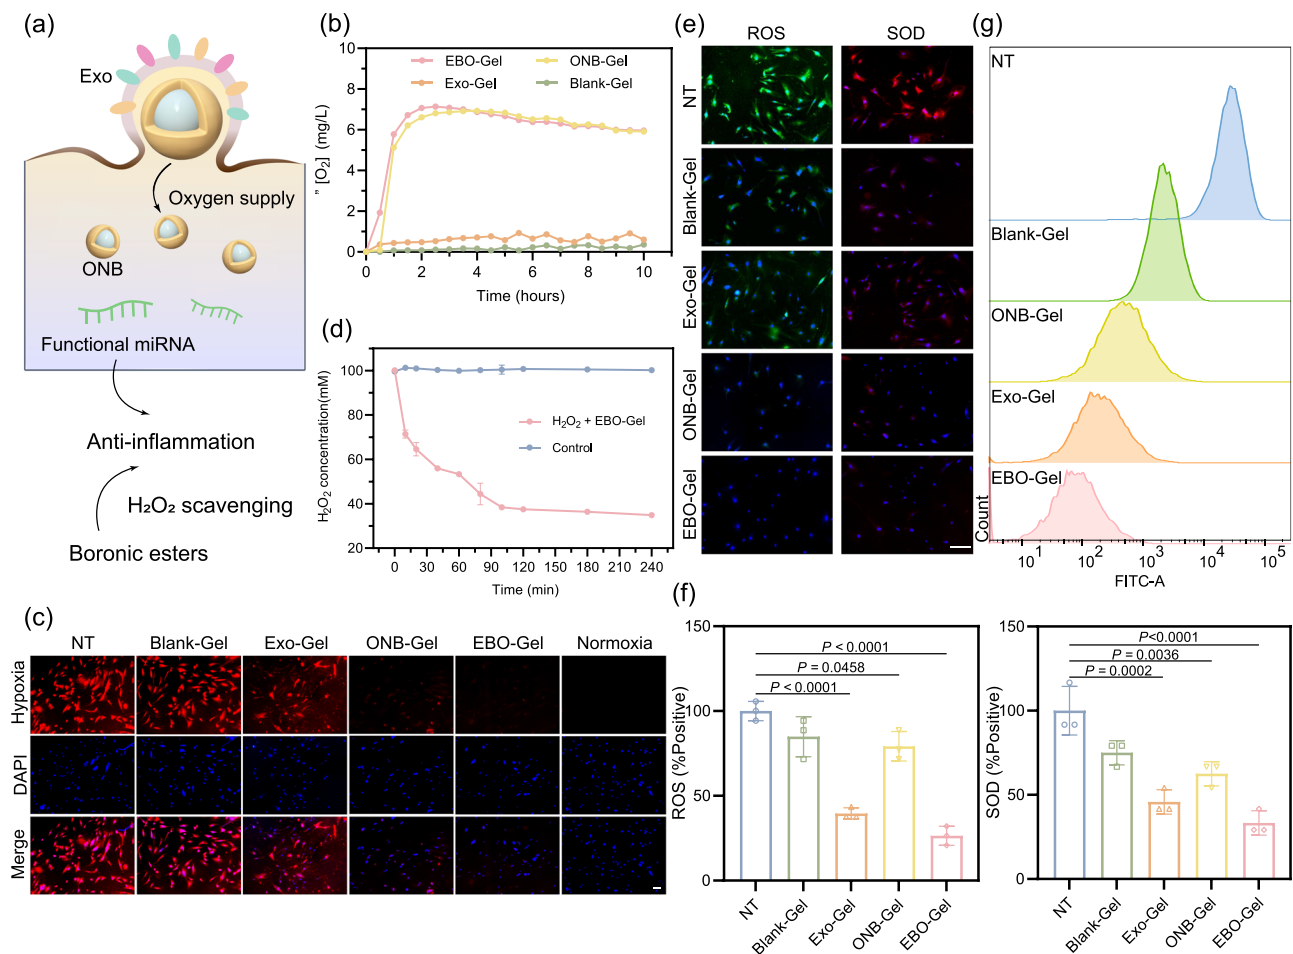 (a)
Exo
Oxygen supply
ONB
Functional miRNA
Anti-inflammation
H₂O₂ scavenging
Boronic esters
(b)
10
8
6
4
2
0
" [O₂] (mg/L)
EBO-Gel
ONB-Gel
Exo-Gel
Blank-Gel
0 2 4 6 8 10
Time (hours)
(d)
100
80
60
40
20
H₂O₂ concentration(mM)
H₂O₂ + EBO-Gel
Control
0 30 60 90 120 150 180 210 240
Time (min)
(c)
NT Blank-Gel Exo-Gel ONB-Gel EBO-Gel Normoxia
Hypoxia
DAPI
Merge
(e)
ROS SOD
NT
Blank-Gel
Exo-Gel
ONB-Gel
EBO-Gel
(g)
NT
Blank-Gel
ONB-Gel
Exo-Gel
EBO-Gel
Count
10¹ 10² 10³ 10⁴ 10⁵
FITC-A
(f)
150
100
50
0
ROS (%Positive)
P < 0.0001
P = 0.0458
P < 0.0001
NT Blank-Gel Exo-Gel ONB-Gel EBO-Gel
150
100
50
0
SOD (%Positive)
P<0.0001
P = 0.0036
P = 0.0002
NT Blank-Gel Exo-Gel ONB-Gel EBO-Gel